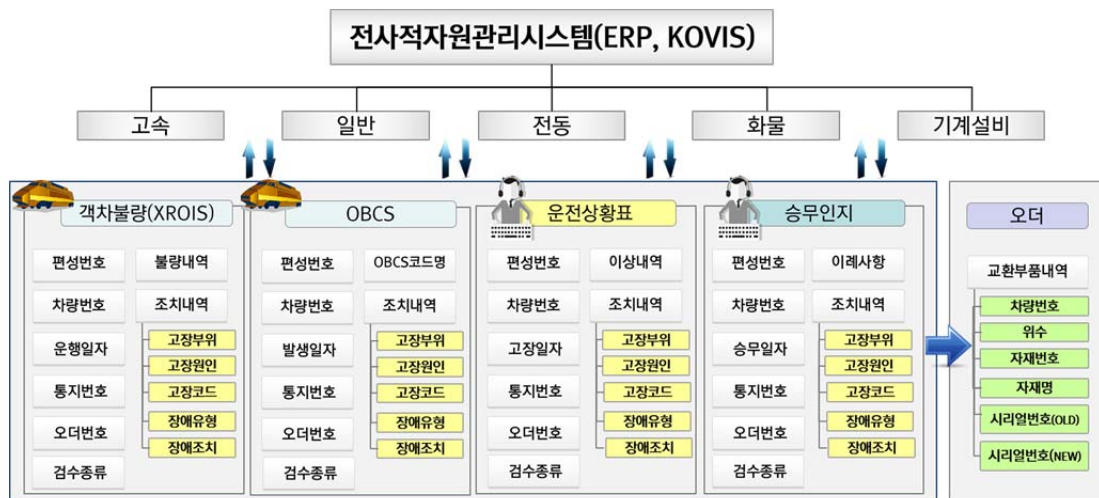 전사적자원관리시스템(ERP, KOVIS)
고속
일반
전동
화물
기계설비
객차불량(XROIS)
편성번호
불량내역
차량번호
조치내역
운행일자
통지번호
오더번호
검수종류
고장부위
고장원인
고장코드
장애유형
장애조치
OBCS
편성번호
OBCS코드명
차량번호
조치내역
발생일자
통지번호
오더번호
검수종류
고장부위
고장원인
고장코드
장애유형
장애조치
운전상황표
편성번호
이상내역
차량번호
조치내역
고장일자
통지번호
오더번호
검수종류
고장부위
고장원인
고장코드
장애유형
장애조치
승무인지
편성번호
이례사항
차량번호
조치내역
승무일자
통지번호
오더번호
검수종류
고장부위
고장원인
고장코드
장애유형
장애조치
오더
교환부품내역
차량번호
위수
자재번호
자재명
시리얼번호(OLD)
시리얼번호(NEW)